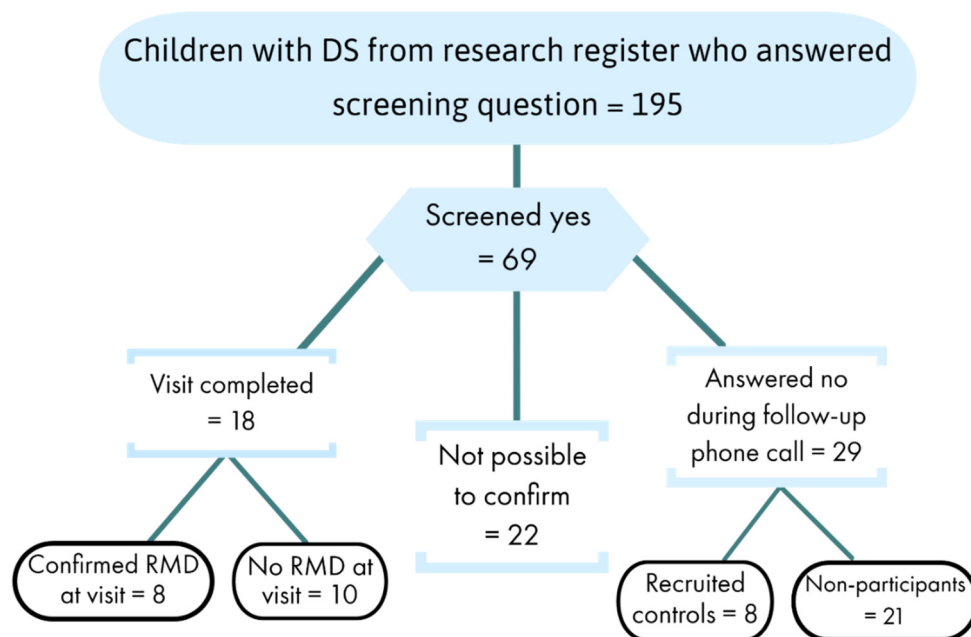 Children with DS from research register who answered
screening question = 195
Screened yes
= 69
Visit completed
= 18
Not possible
to confirm
= 22
Answered no
during follow-up
phone call = 29
Confirmed RMD
at visit = 8
No RMD at
visit = 10
Recruited
controls = 8
Non-participants
= 21